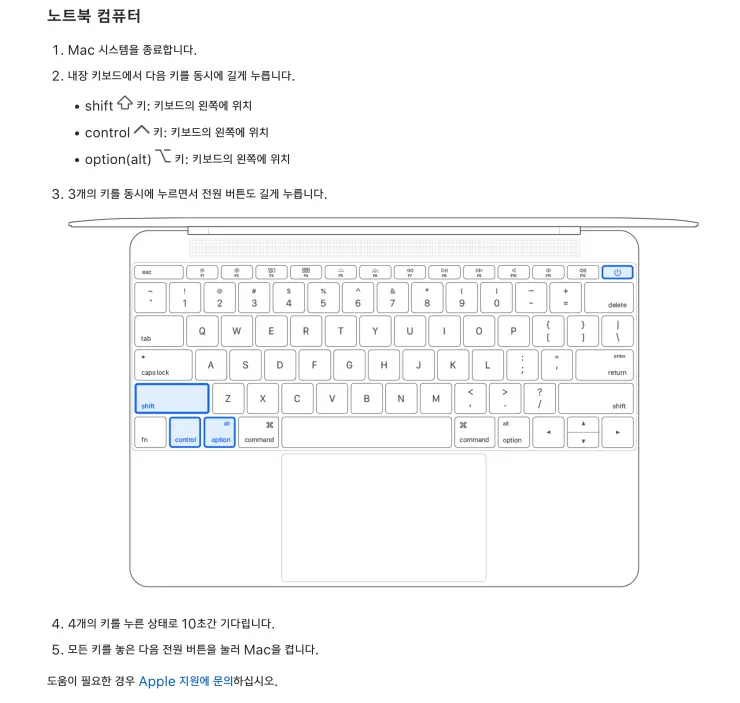 노트북 컴퓨터
1. Mac 시스템을 종료합니다.
2. 내장 키보드에서 다음 키를 동시에 길게 누릅니다.
• shift ⇧ 키: 키보드의 왼쪽에 위치
• control ^ 키: 키보드의 왼쪽에 위치
• option(alt) ⌥ 키: 키보드의 왼쪽에 위치
3. 3개의 키를 동시에 누르면서 전원 버튼도 길게 누릅니다.
esc F1 F2 F3 F4 F5 F6 F7 F8 F9 F10 F11 F12
~ ! @ # $ % ^ & * ( ) — +
` 1 2 3 4 5 6 7 8 9 0 - = delete
tab Q W E R T Y U I O P { [ } ] | \
caps lock A S D F G H J K L : ; " ' enter return
shift Z X C V B N M < , > . ? / shift
fn control alt option ⌘ command ⌘ command alt option ◄ ▲ ▼ ►
4. 4개의 키를 누른 상태로 10초간 기다립니다.
5. 모든 키를 놓은 다음 전원 버튼을 눌러 Mac을 켭니다.
도움이 필요한 경우 Apple 지원에 문의하십시오.